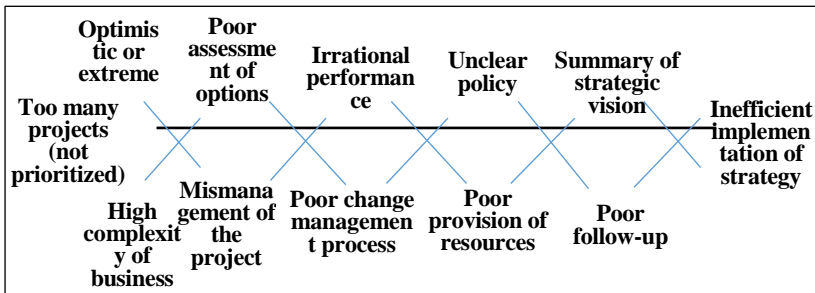 Optimis
tic or
extreme
Poor
assessme
nt of
options
Irrational
performan
ce
Unclear
policy
Summary of
strategic
vision
Too many
projects
(not
prioritized)
Inefficient
implemen
tation of
strategy
High
complexit
y of
business
Mismana
gement of
the
project
Poor change
managemen
t process
Poor
provision of
resources
Poor
follow-up